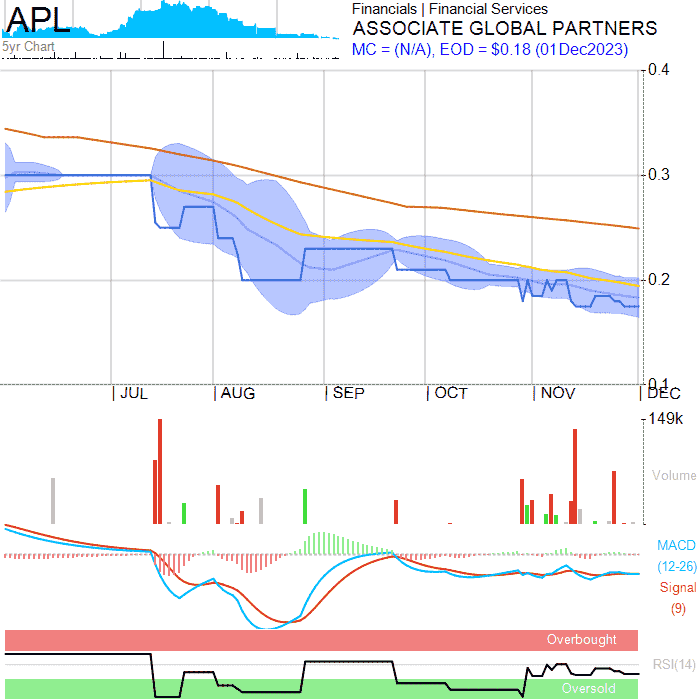 APL
5yr Chart
Financials | Financial Services
ASSOCIATE GLOBAL PARTNERS
MC = (N/A), EOD = $0.18 (01Dec2023)
0.4
0.3
0.2
0.1
JUL AUG SEP OCT NOV DEC
149k
Volume
MACD
(12-26)
Signal
(9)
Overbought
RSI(14)
Oversold